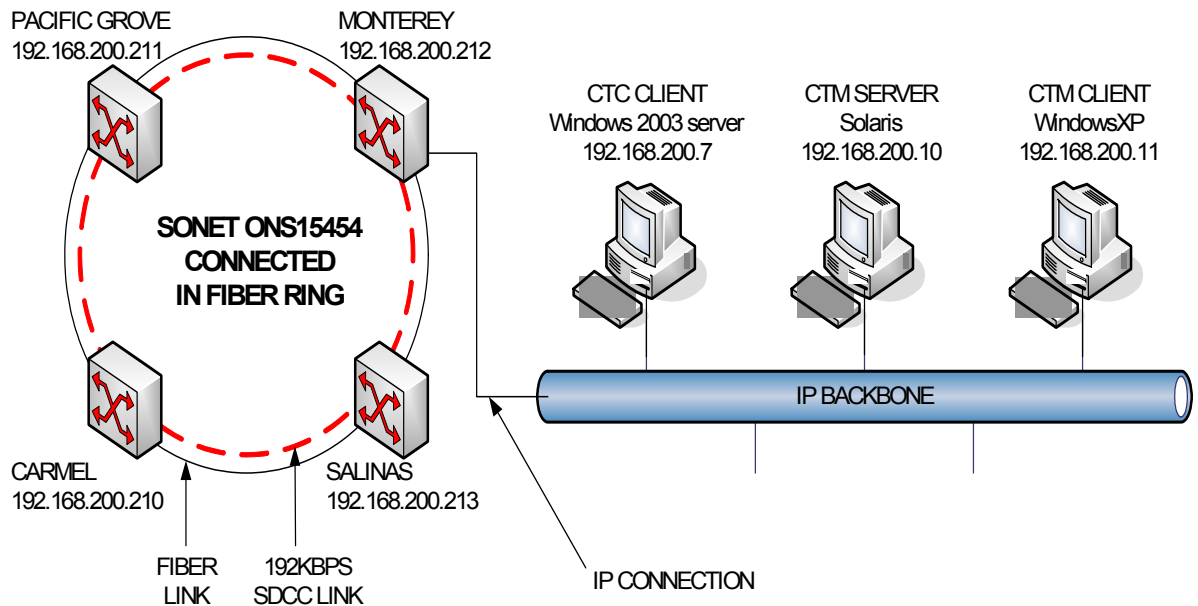 PACIFIC GROVE
192.168.200.211
MONTEREY
192.168.200.212
CTC CLIENT
Windows 2003 server
192.168.200.7
CTM SERVER
Solaris
192.168.200.10
CTM CLIENT
WindowsXP
192.168.200.11
SONET ONS15454
CONNECTED
IN FIBER RING
IP BACKBONE
CARMEL
192.168.200.210
SALINAS
192.168.200.213
FIBER
LINK
192KBPS
SDCC LINK
IP CONNECTION